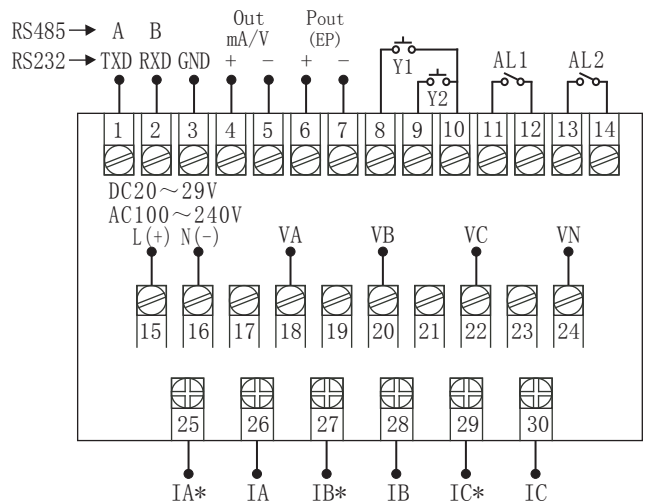 RS485 A B Out mA/V Pout (EP)
RS232 TXD RXD GND + − + − Y1 Y2 AL1 AL2
1 2 3 4 5 6 7 8 9 10 11 12 13 14
DC20～29V
AC100～240V
L(+) N(−) VA VB VC VN
15 16 17 18 19 20 21 22 23 24
25 26 27 28 29 30
IA* IA IB* IB IC* IC